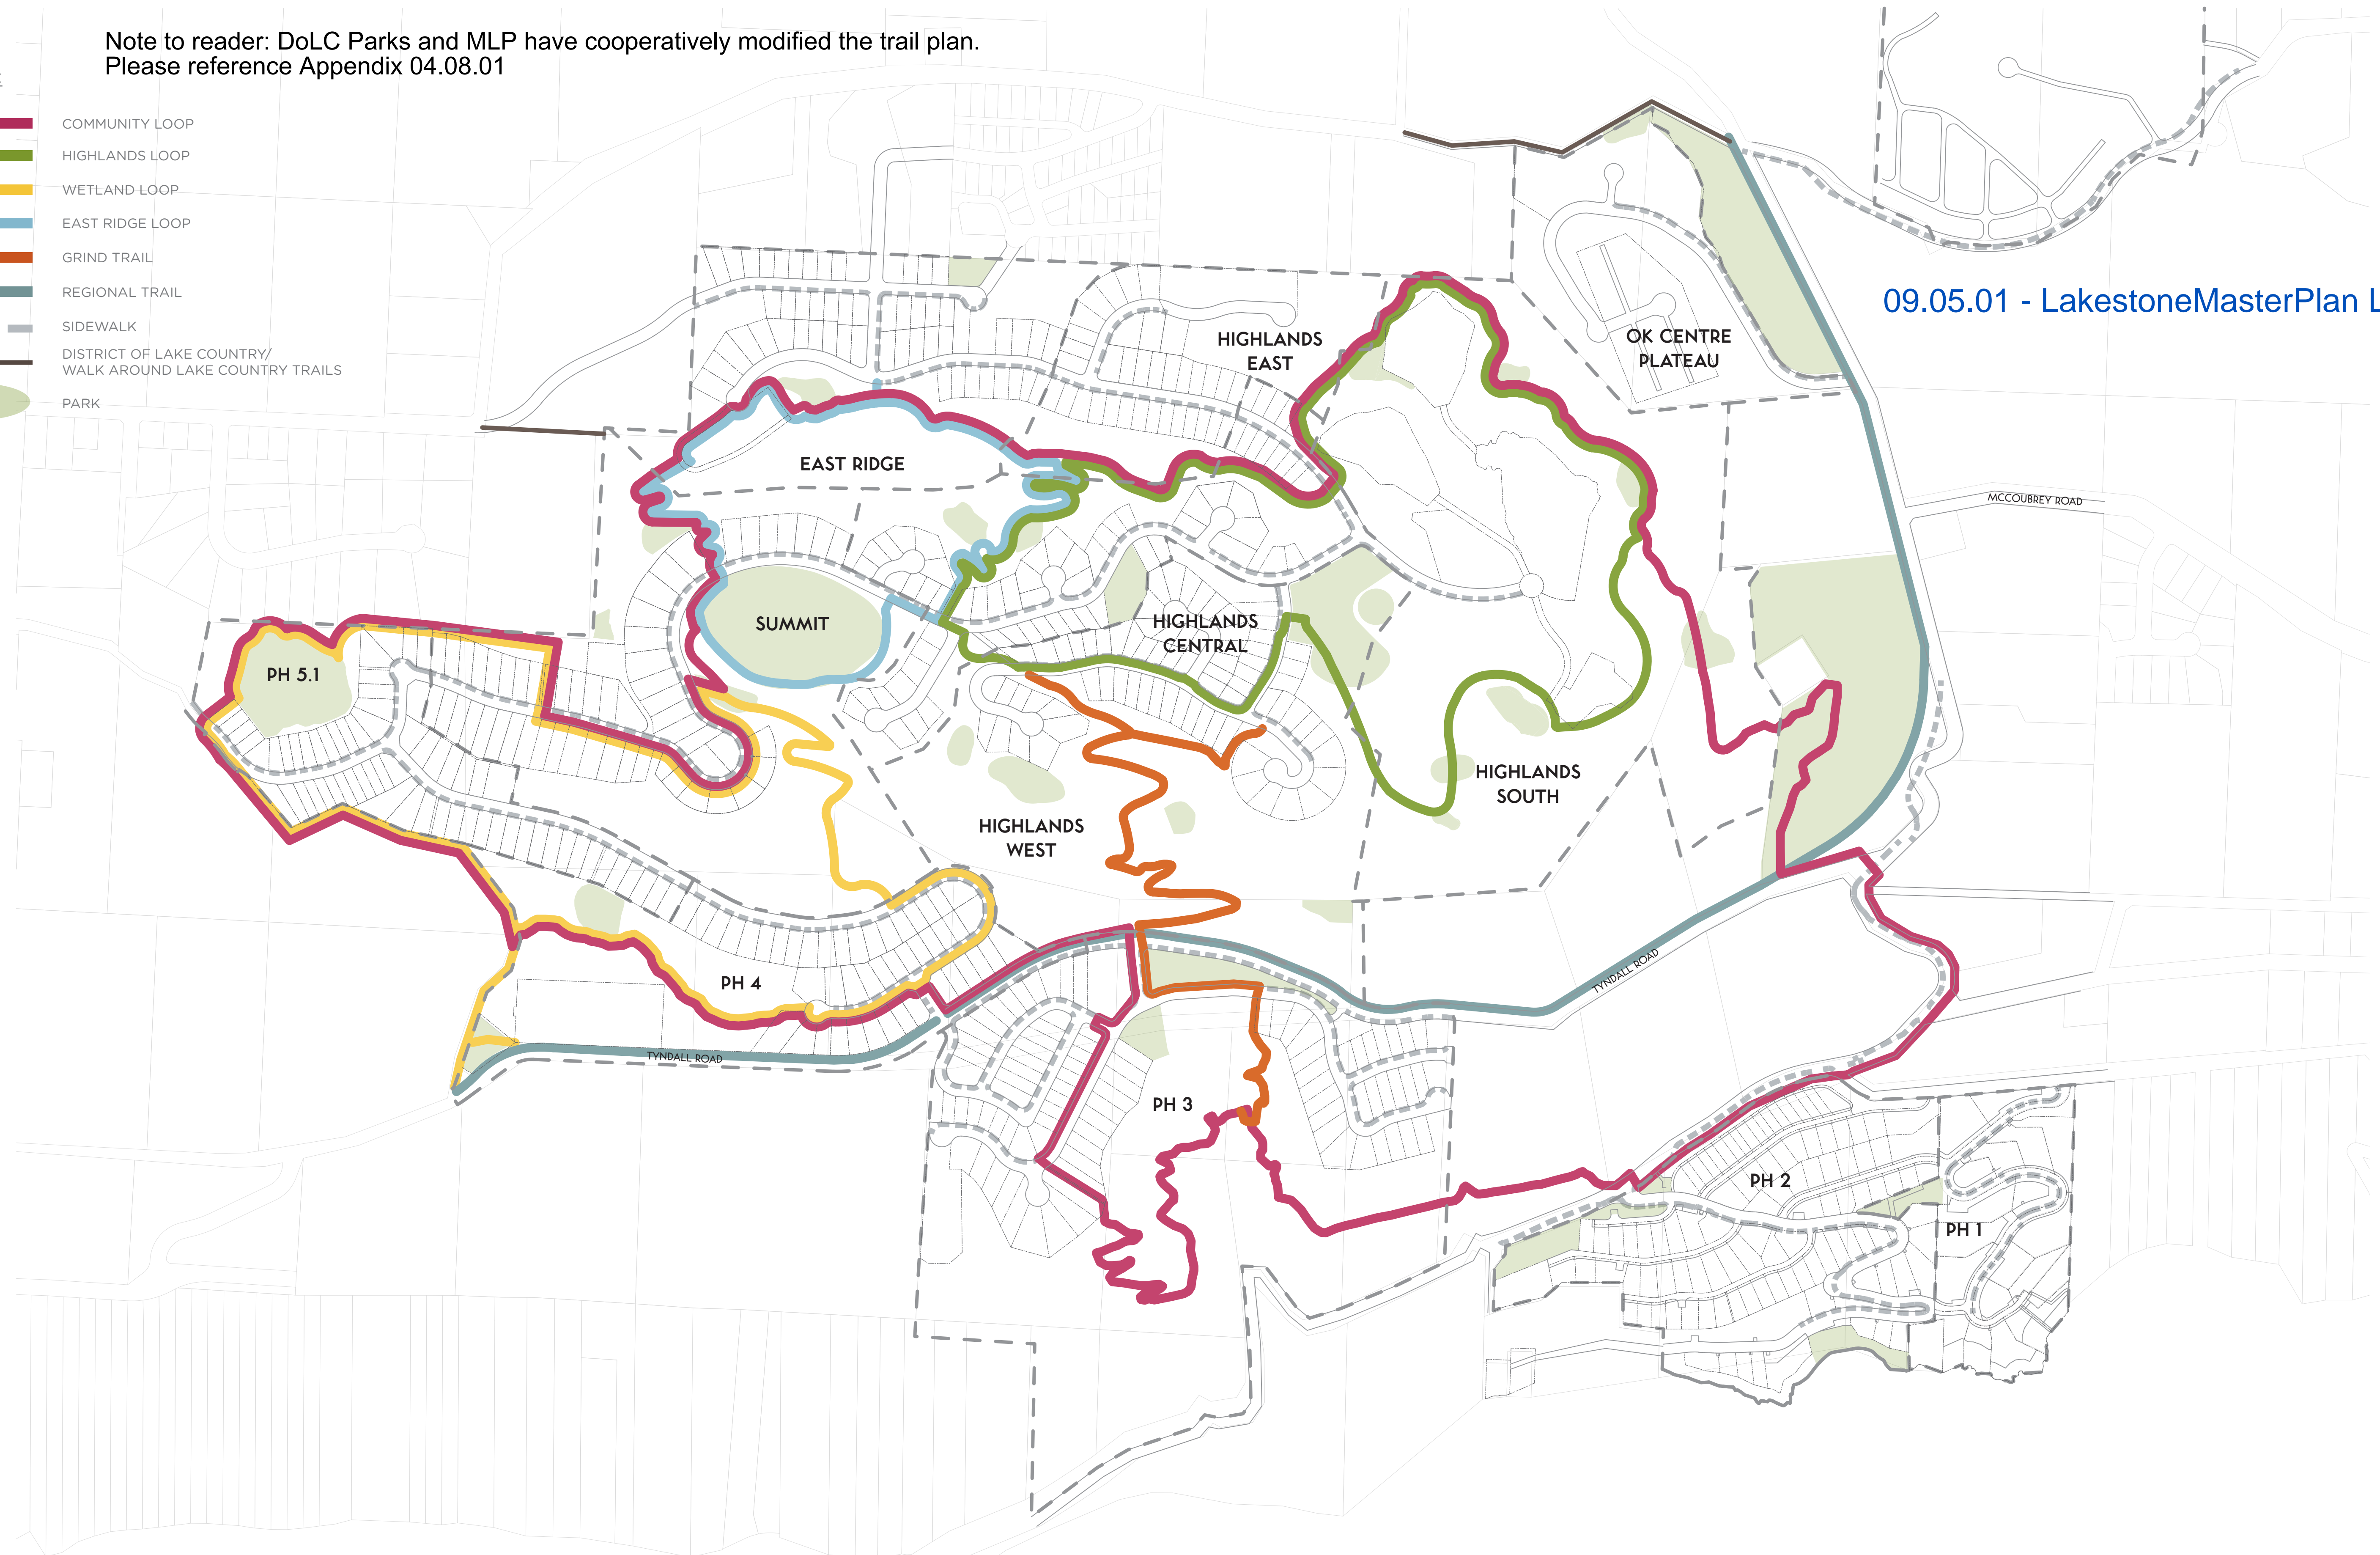 Note to reader: DoLC Parks and MLP have cooperatively modified the trail plan.
Please reference Appendix 04.08.01
COMMUNITY LOOP
HIGHLANDS LOOP
WETLAND LOOP
EAST RIDGE LOOP
GRIND TRAIL
REGIONAL TRAIL
SIDEWALK
DISTRICT OF LAKE COUNTRY/
WALK AROUND LAKE COUNTRY TRAILS
PARK
09.05.01 - LakestoneMasterPlan L
HIGHLANDS
EAST
OK CENTRE
PLATEAU
EAST RIDGE
MCCOUBREY ROAD
SUMMIT
HIGHLANDS
CENTRAL
PH 5.1
HIGHLANDS
SOUTH
HIGHLANDS
WEST
PH 4
TYNDALL ROAD
TYNDALL ROAD
PH 3
PH 2
PH 1